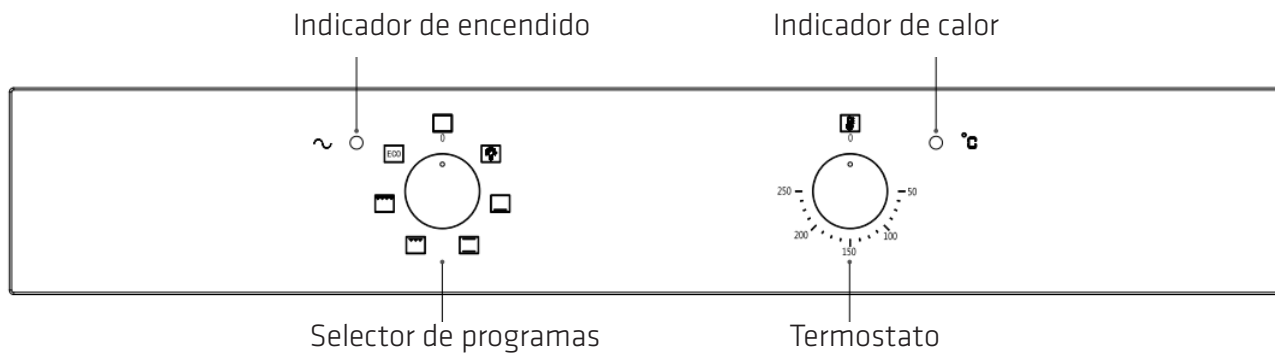 Indicador de encendido
Indicador de calor
0
ECO
0
°C
250
50
200
100
150
Selector de programas
Termostato